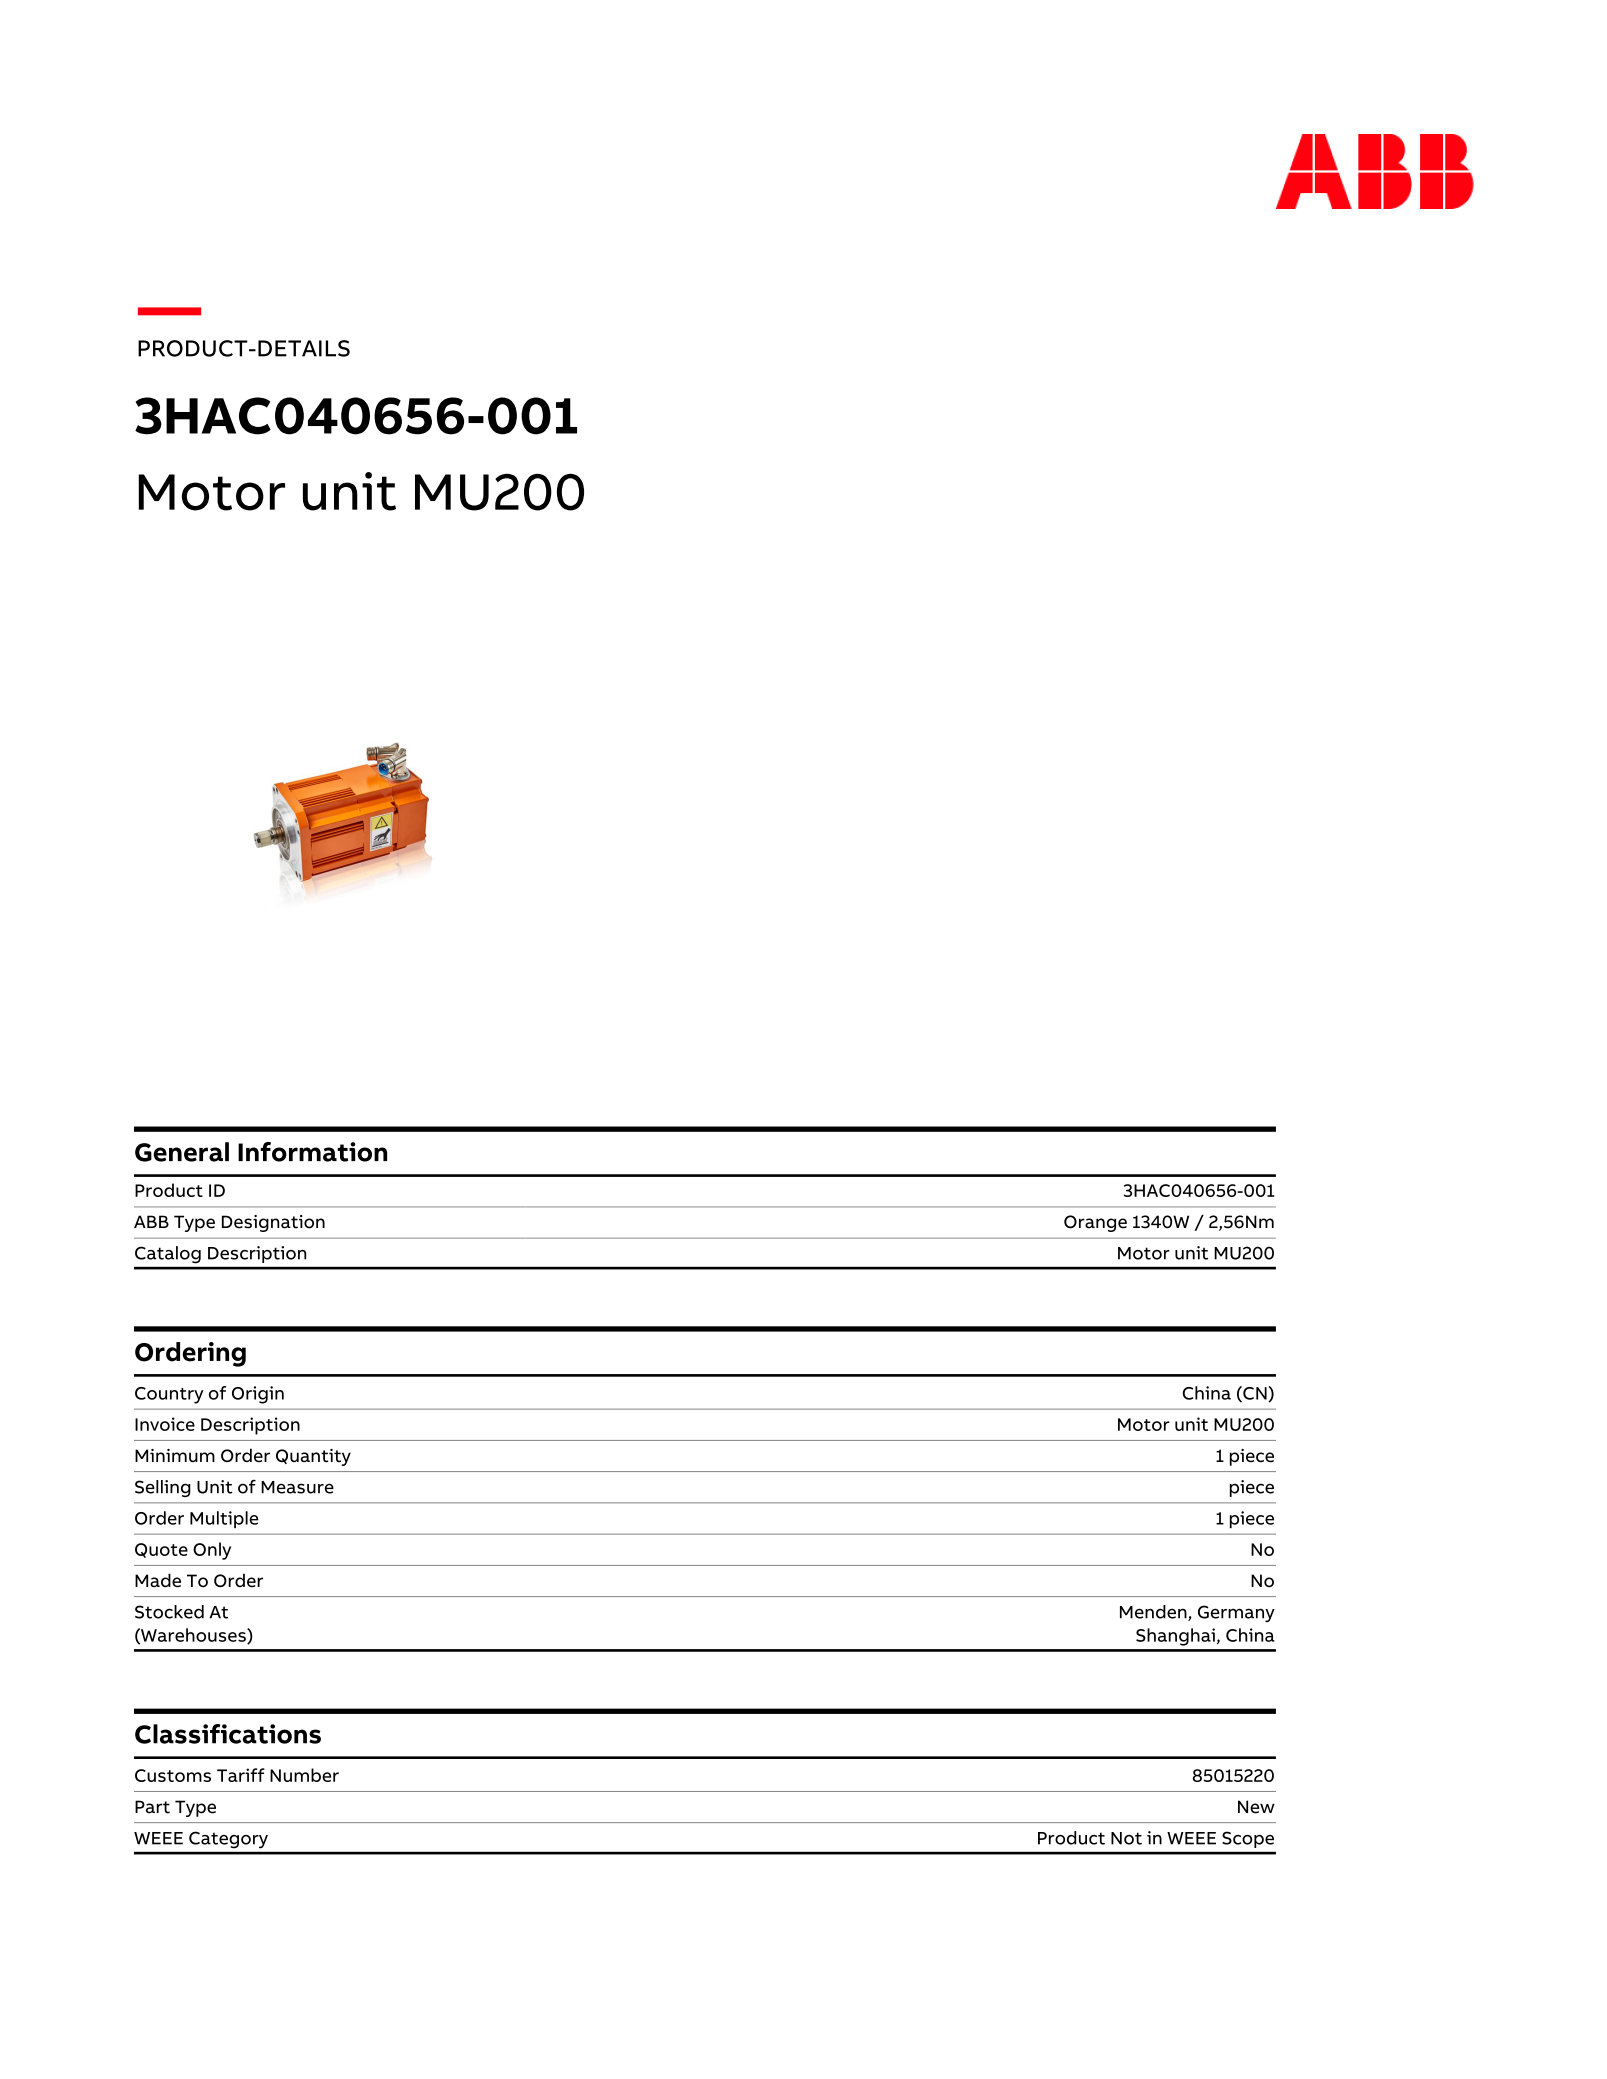 ABB
PRODUCT-DETAILS
3HAC040656-001
Motor unit MU200
General Information
Product ID 3HAC040656-001
ABB Type Designation Orange 1340W / 2,56Nm
Catalog Description Motor unit MU200
Ordering
Country of Origin China (CN)
Invoice Description Motor unit MU200
Minimum Order Quantity 1 piece
Selling Unit of Measure piece
Order Multiple 1 piece
Quote Only No
Made To Order No
Stocked At Menden, Germany
(Warehouses) Shanghai, China
Classifications
Customs Tariff Number 85015220
Part Type New
WEEE Category Product Not in WEEE Scope